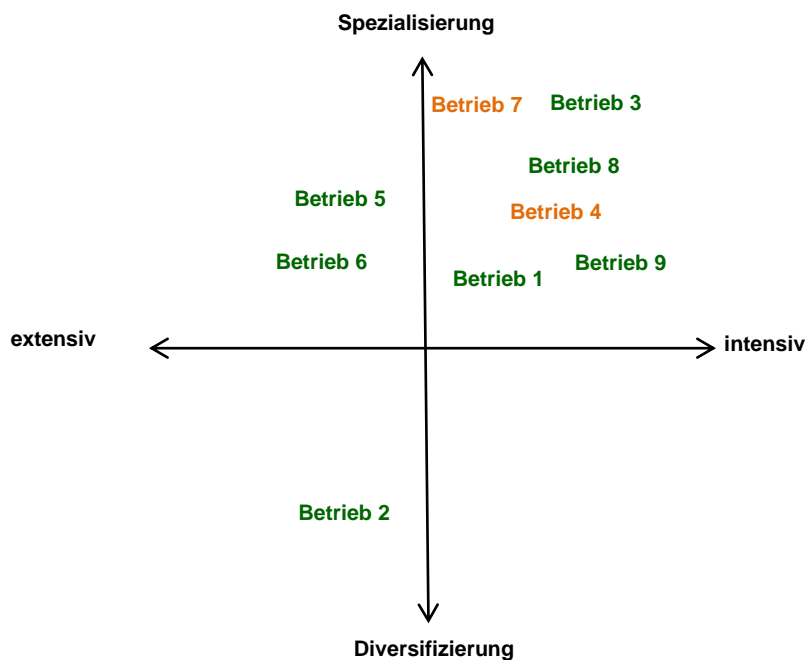 Spezialisierung
Betrieb 7
Betrieb 3
Betrieb 8
Betrieb 5
Betrieb 4
Betrieb 6
Betrieb 9
Betrieb 1
extensiv
intensiv
Betrieb 2
Diversifizierung